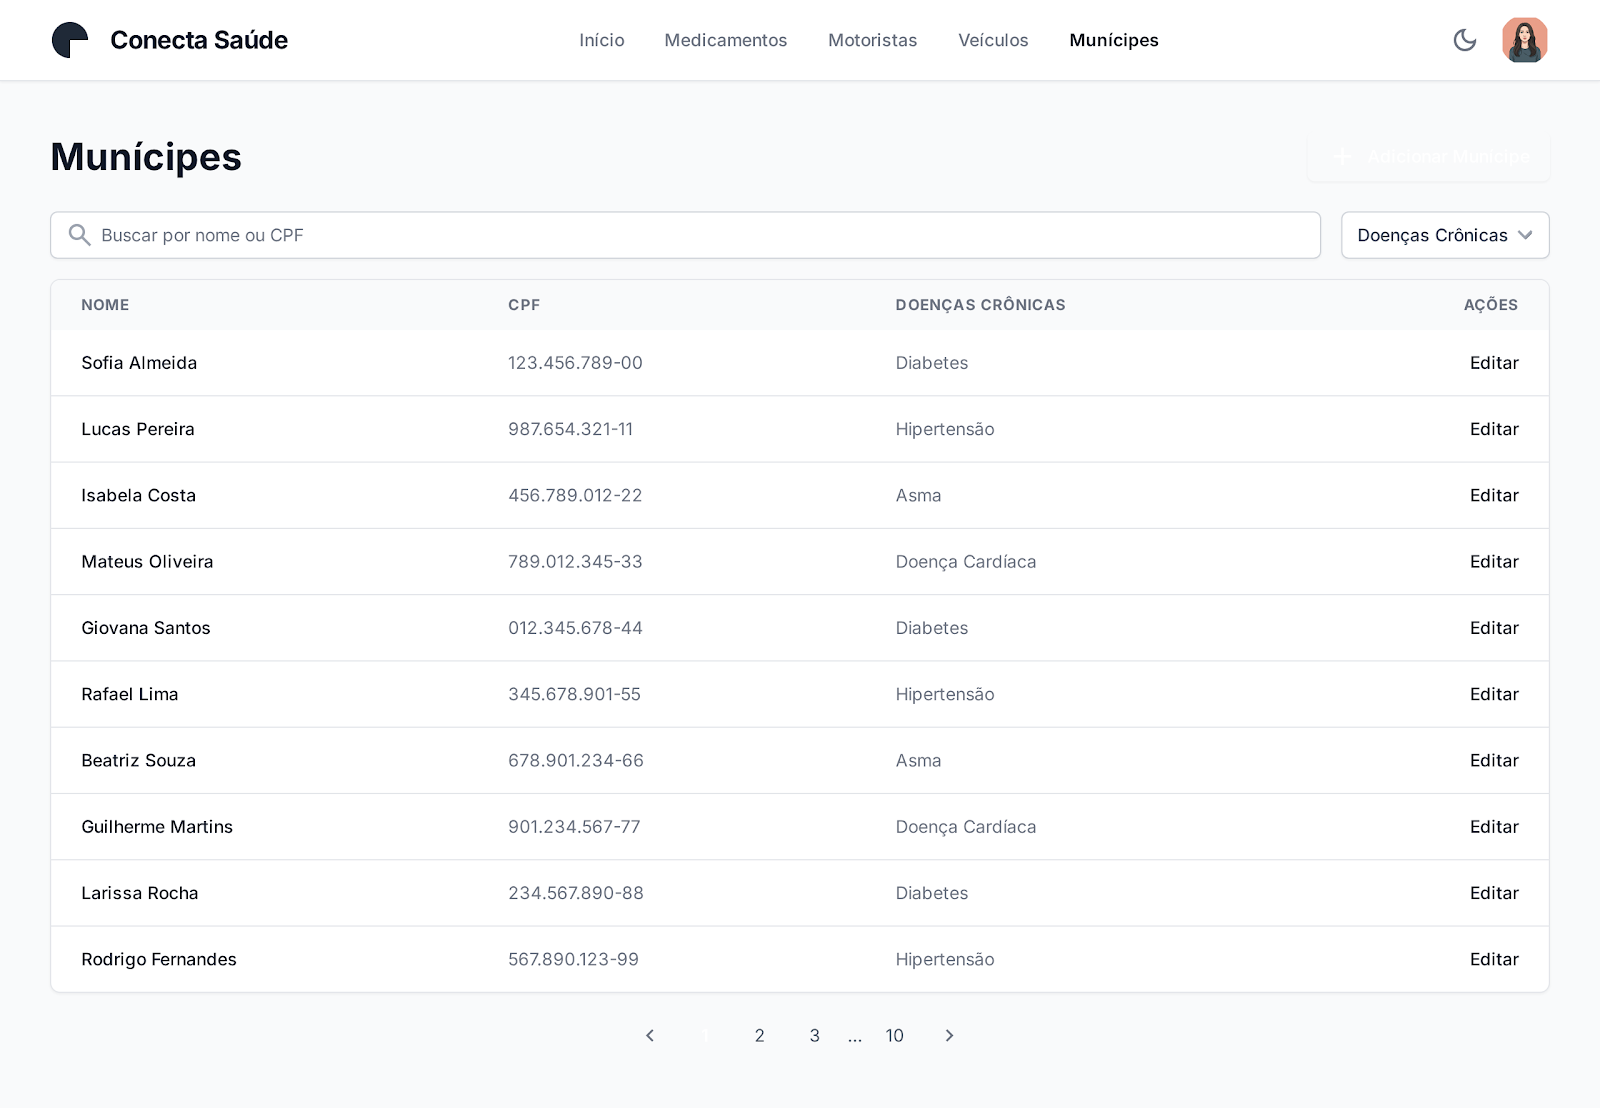 Conecta Saúde
Início Medicamentos Motoristas Veículos Munícipes
Munícipes
Adicionar Munícipe
Buscar por nome ou CPF
Doenças Crônicas
NOME CPF DOENÇAS CRÔNICAS AÇÕES
Sofia Almeida 123.456.789-00 Diabetes Editar
Lucas Pereira 987.654.321-11 Hipertensão Editar
Isabela Costa 456.789.012-22 Asma Editar
Mateus Oliveira 789.012.345-33 Doença Cardíaca Editar
Giovana Santos 012.345.678-44 Diabetes Editar
Rafael Lima 345.678.901-55 Hipertensão Editar
Beatriz Souza 678.901.234-66 Asma Editar
Guilherme Martins 901.234.567-77 Doença Cardíaca Editar
Larissa Rocha 234.567.890-88 Diabetes Editar
Rodrigo Fernandes 567.890.123-99 Hipertensão Editar
1 2 3 ... 10